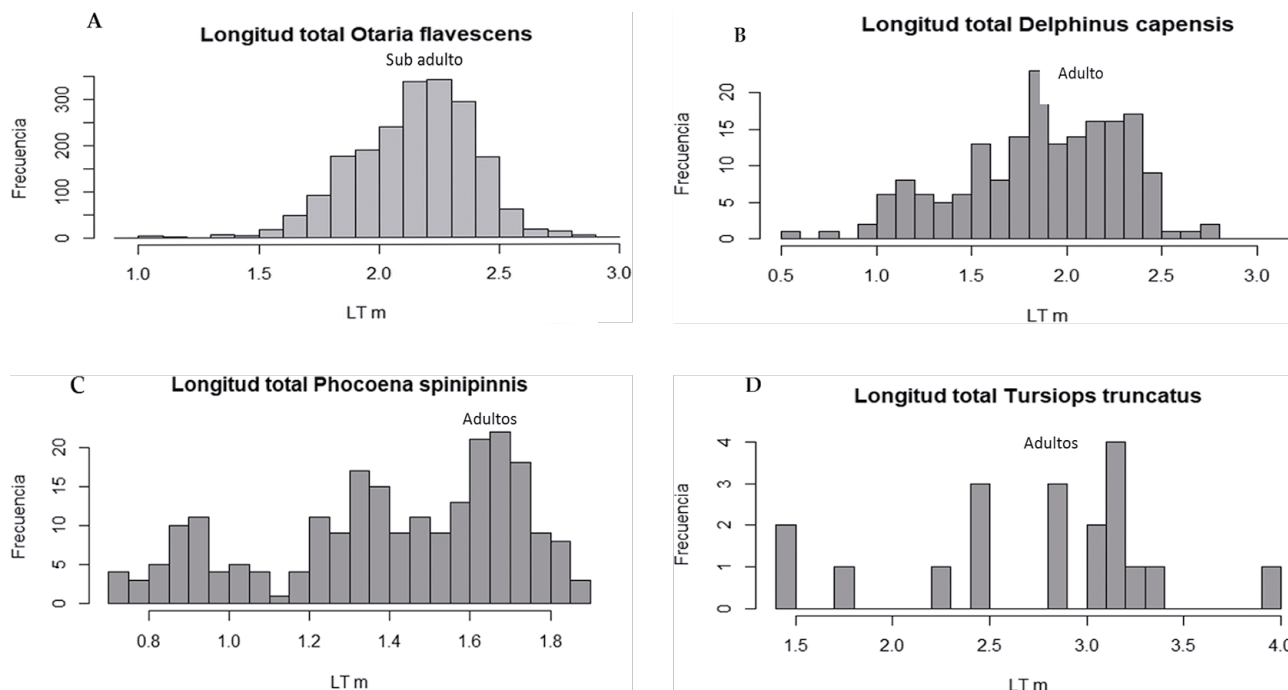 A
Longitud total Otaria flavescens
Sub adulto
Frecuencia
0 100 200 300
1.0 1.5 2.0 2.5 3.0
LT m
B
Longitud total Delphinus capensis
Adulto
Frecuencia
0 5 10 15 20
0.5 1.0 1.5 2.0 2.5 3.0
LT m
C
Longitud total Phocoena spinipinnis
Adultos
Frecuencia
0 5 10 15 20
0.8 1.0 1.2 1.4 1.6 1.8
LT m
D
Longitud total Tursiops truncatus
Adultos
Frecuencia
0 1 2 3 4
1.5 2.0 2.5 3.0 3.5 4.0
LT m